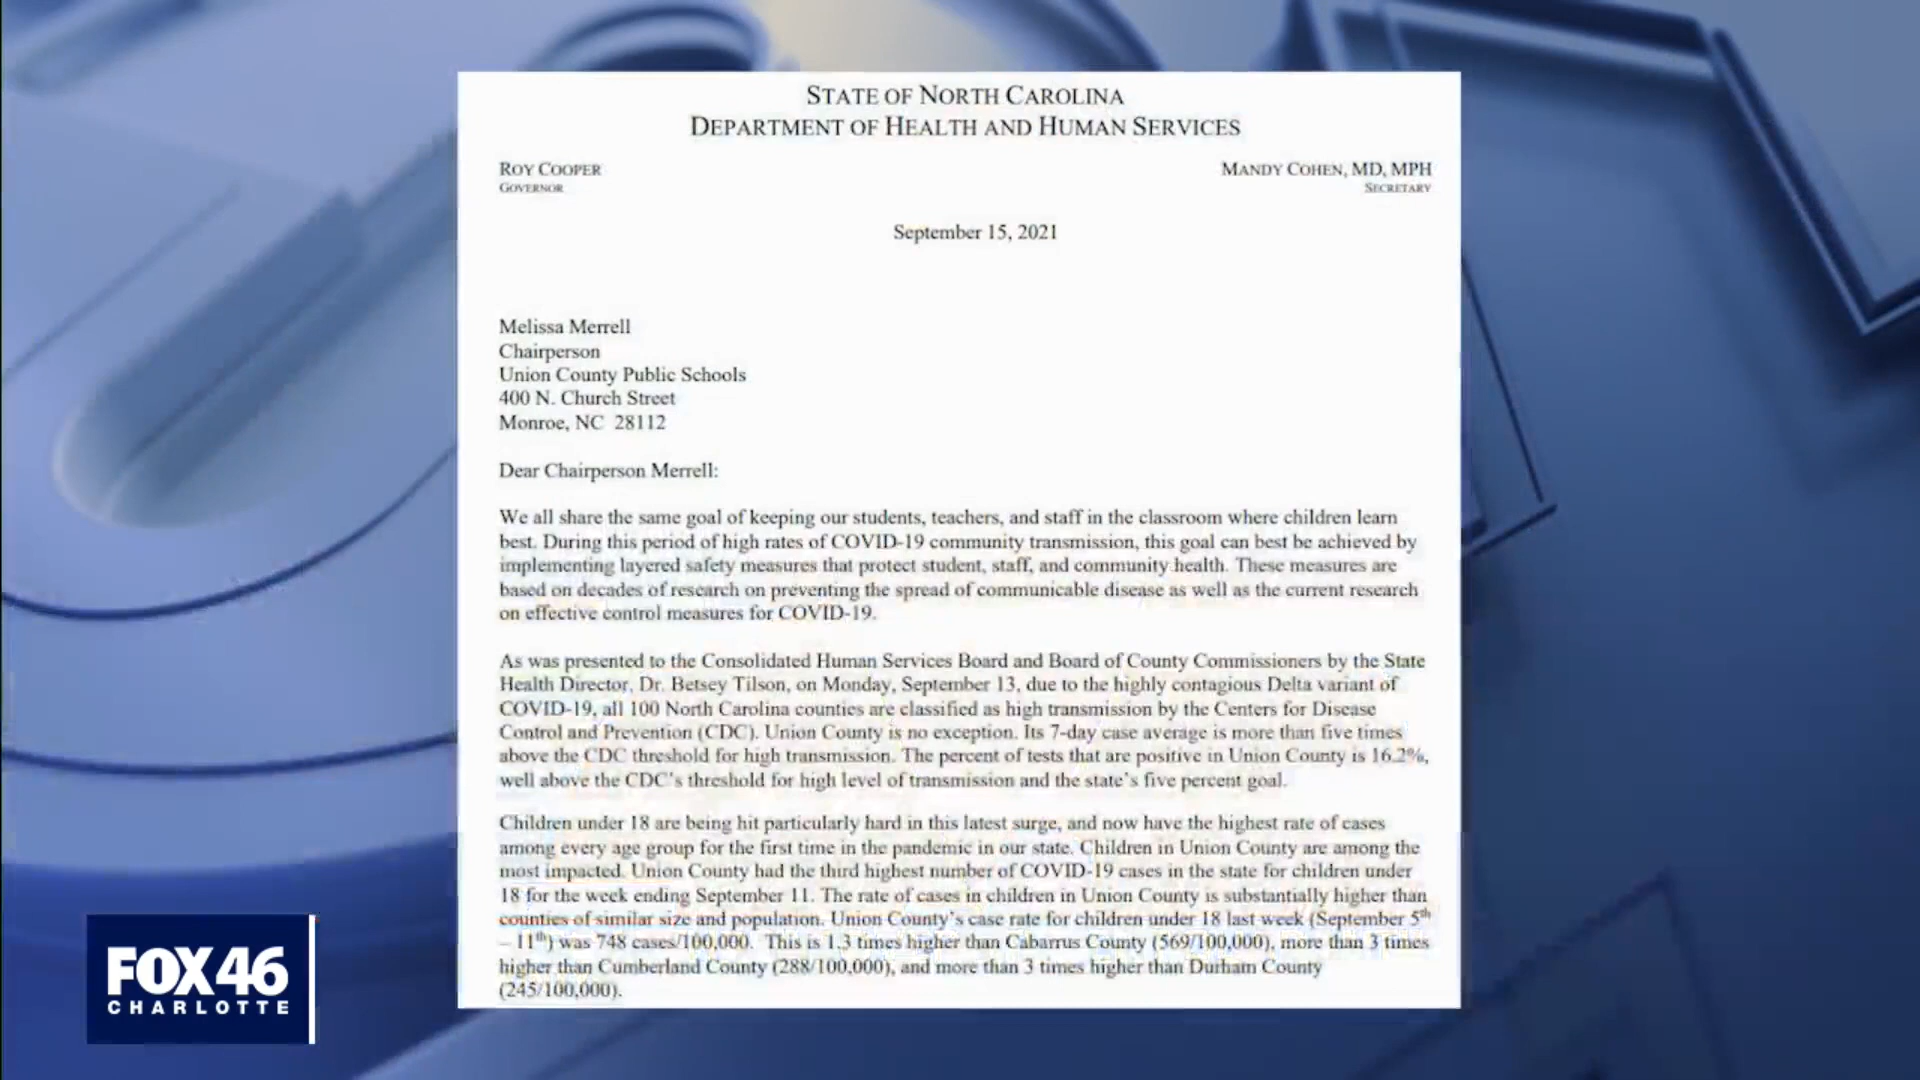 STATE OF NORTH CAROLINA
DEPARTMENT OF HEALTH AND HUMAN SERVICES
ROY COOPER
GOVERNOR
MANDY COHEN, MD, MPH
SECRETARY
September 15, 2021
Melissa Merrell
Chairperson
Union County Public Schools
400 N. Church Street
Monroe, NC 28112
Dear Chairperson Merrell:
We all share the same goal of keeping our students, teachers, and staff in the classroom where children learn
best. During this period of high rates of COVID-19 community transmission, this goal can best be achieved by
implementing layered safety measures that protect student, staff, and community health. These measures are
based on decades of research on preventing the spread of communicable disease as well as the current research
on effective control measures for COVID-19.
As was presented to the Consolidated Human Services Board and Board of County Commissioners by the State
Health Director, Dr. Betsey Tilson, on Monday, September 13, due to the highly contagious Delta variant of
COVID-19, all 100 North Carolina counties are classified as high transmission by the Centers for Disease
Control and Prevention (CDC). Union County is no exception. Its 7-day case average is more than five times
above the CDC threshold for high transmission. The percent of tests that are positive in Union County is 16.2%,
well above the CDC's threshold for high level of transmission and the state's five percent goal.
Children under 18 are being hit particularly hard in this latest surge, and now have the highest rate of cases
among every age group for the first time in the pandemic in our state. Children in Union County are among the
most impacted. Union County had the third highest number of COVID-19 cases in the state for children under
18 for the week ending September 11. The rate of cases in children in Union County is substantially higher than
counties of similar size and population. Union County's case rate for children under 18 last week (September 5th
– 11th) was 748 cases/100,000. This is 1.3 times higher than Cabarrus County (569/100,000), more than 3 times
higher than Cumberland County (288/100,000), and more than 3 times higher than Durham County
(245/100,000).
FOX 46
CHARLOTTE